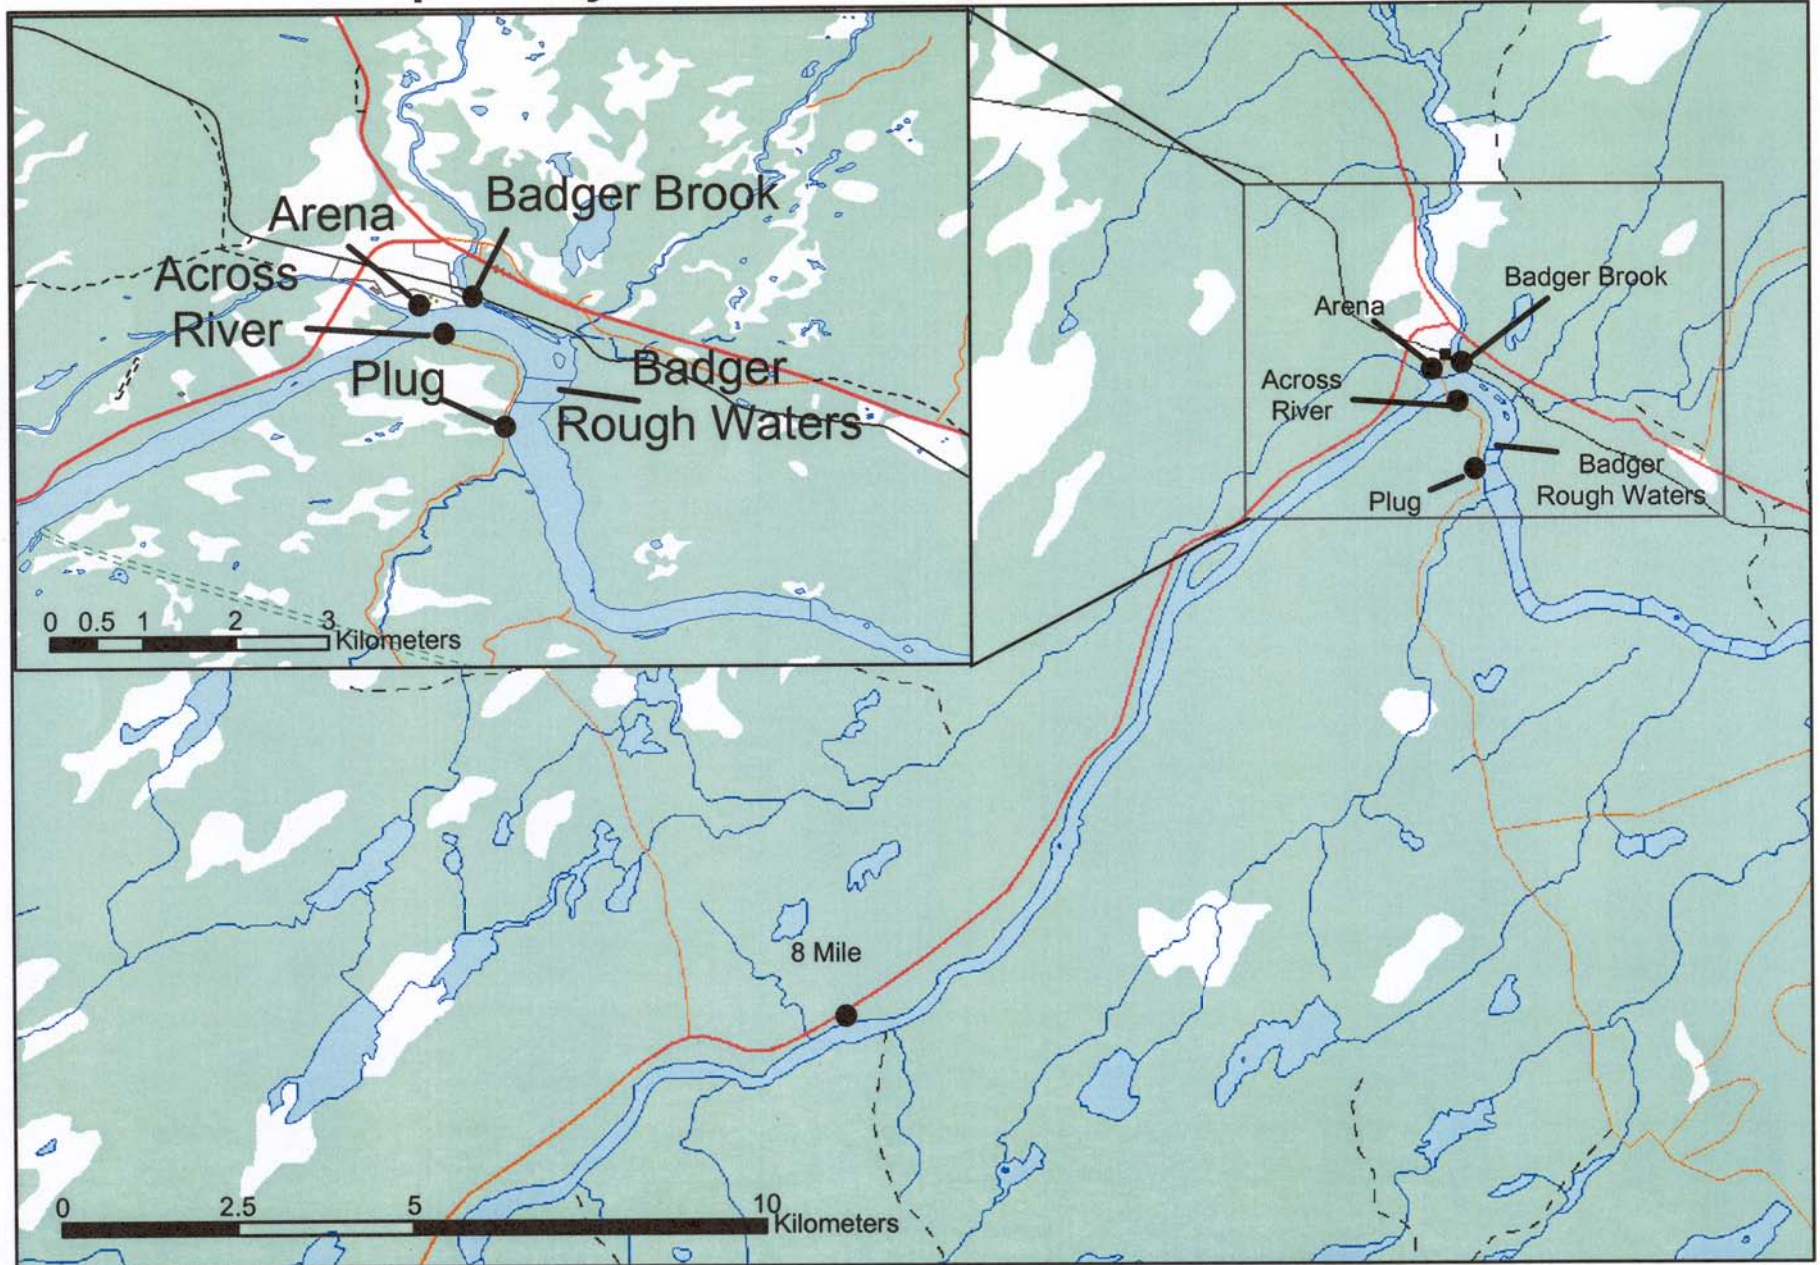 Arena
Badger Brook
Across
River
Plug
Badger
Rough Waters
0 0.5 1 2 3
Kilometers
Badger Brook
Arena
Across
River
Badger
Rough Waters
Plug
8 Mile
0 2.5 5 10
Kilometers